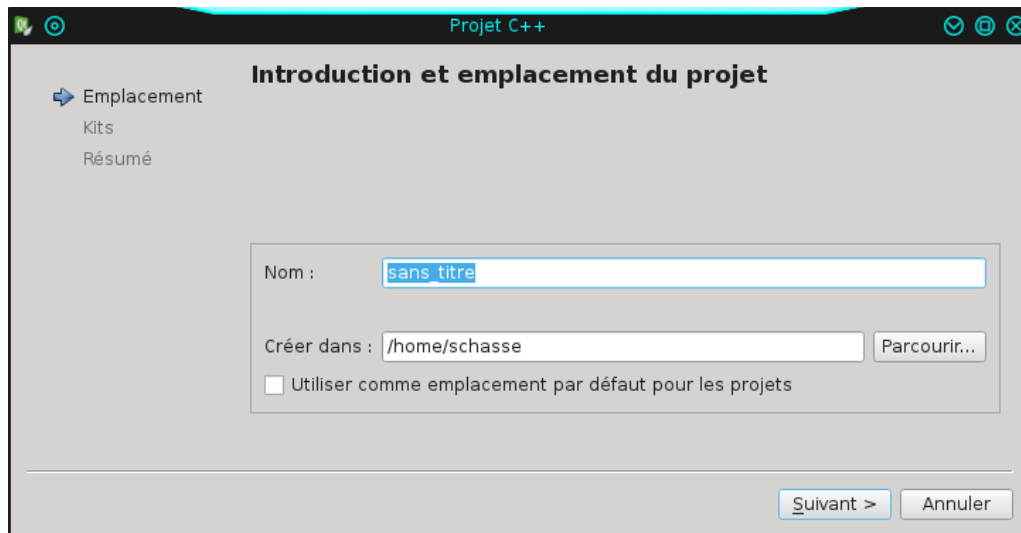 Projet C++
Introduction et emplacement du projet
Emplacement
Kits
Résumé
Nom : sans_titre
Créer dans : /home/schasse Parcourir...
Utiliser comme emplacement par défaut pour les projets
Suivant > Annuler